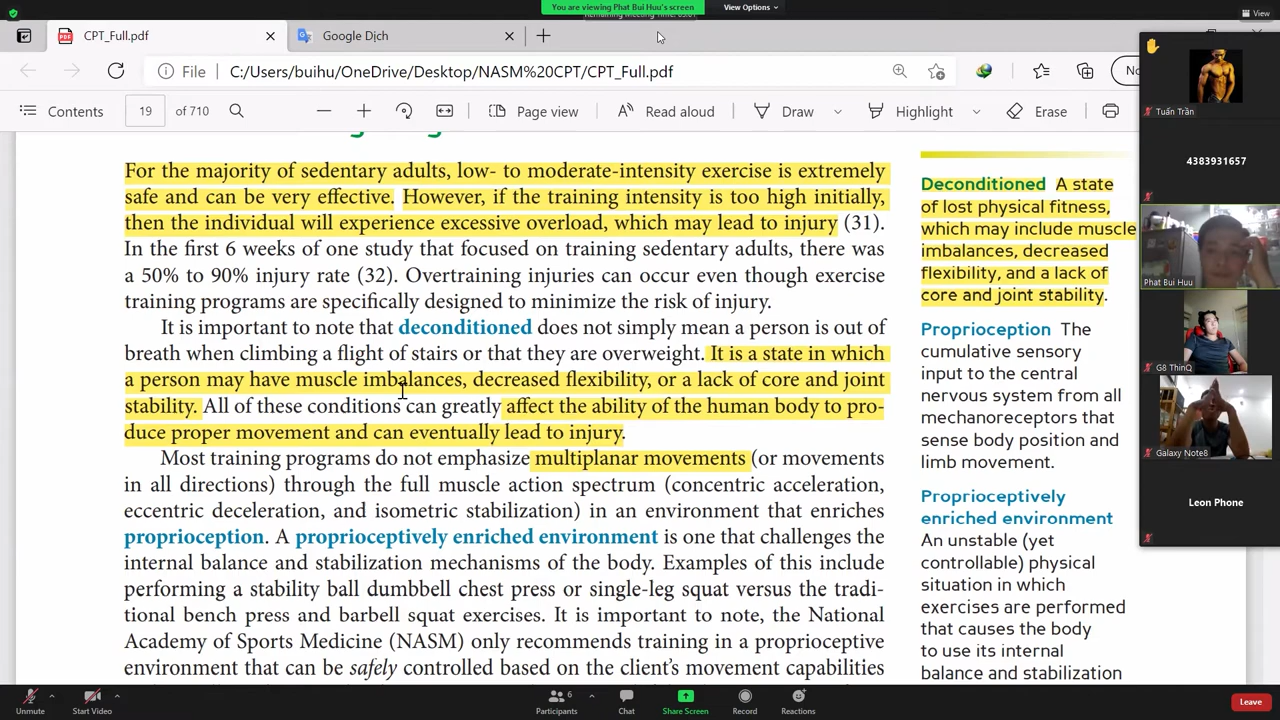 You are viewing Phat Bui Huu's screen
View Options
View
CPT_Full.pdf
Google Dịch
File
C:/Users/buihu/OneDrive/Desktop/NASM%20CPT/CPT_Full.pdf
Contents
19
of 710
Page view
Read aloud
Draw
Highlight
Erase
For the majority of sedentary adults, low- to moderate-intensity exercise is extremely
safe and can be very effective. However, if the training intensity is too high initially,
then the individual will experience excessive overload, which may lead to injury (31).
In the first 6 weeks of one study that focused on training sedentary adults, there was
a 50% to 90% injury rate (32). Overtraining injuries can occur even though exercise
training programs are specifically designed to minimize the risk of injury.
It is important to note that deconditioned does not simply mean a person is out of
breath when climbing a flight of stairs or that they are overweight. It is a state in which
a person may have muscle imbalances, decreased flexibility, or a lack of core and joint
stability. All of these conditions can greatly affect the ability of the human body to pro-
duce proper movement and can eventually lead to injury.
Most training programs do not emphasize multiplanar movements (or movements
in all directions) through the full muscle action spectrum (concentric acceleration,
eccentric deceleration, and isometric stabilization) in an environment that enriches
proprioception. A proprioceptively enriched environment is one that challenges the
internal balance and stabilization mechanisms of the body. Examples of this include
performing a stability ball dumbbell chest press or single-leg squat versus the tradi-
tional bench press and barbell squat exercises. It is important to note, the National
Academy of Sports Medicine (NASM) only recommends training in a proprioceptive
environment that can be safely controlled based on the client's movement capabilities
Deconditioned A state
of lost physical fitness,
which may include muscle
imbalances, decreased
flexibility, and a lack of
core and joint stability.
Proprioception The
cumulative sensory
input to the central
nervous system from all
mechanoreceptors that
sense body position and
limb movement.
Proprioceptively
enriched environment
An unstable (yet
controllable) physical
situation in which
exercises are performed
that causes the body
to use its internal
balance and stabilization
Tuấn Trần
4383931657
Phat Bui Huu
G8 ThinQ
Galaxy Note8
Leon Phone
Unmute
Start Video
6
Participants
Chat
Share Screen
Record
Reactions
Leave